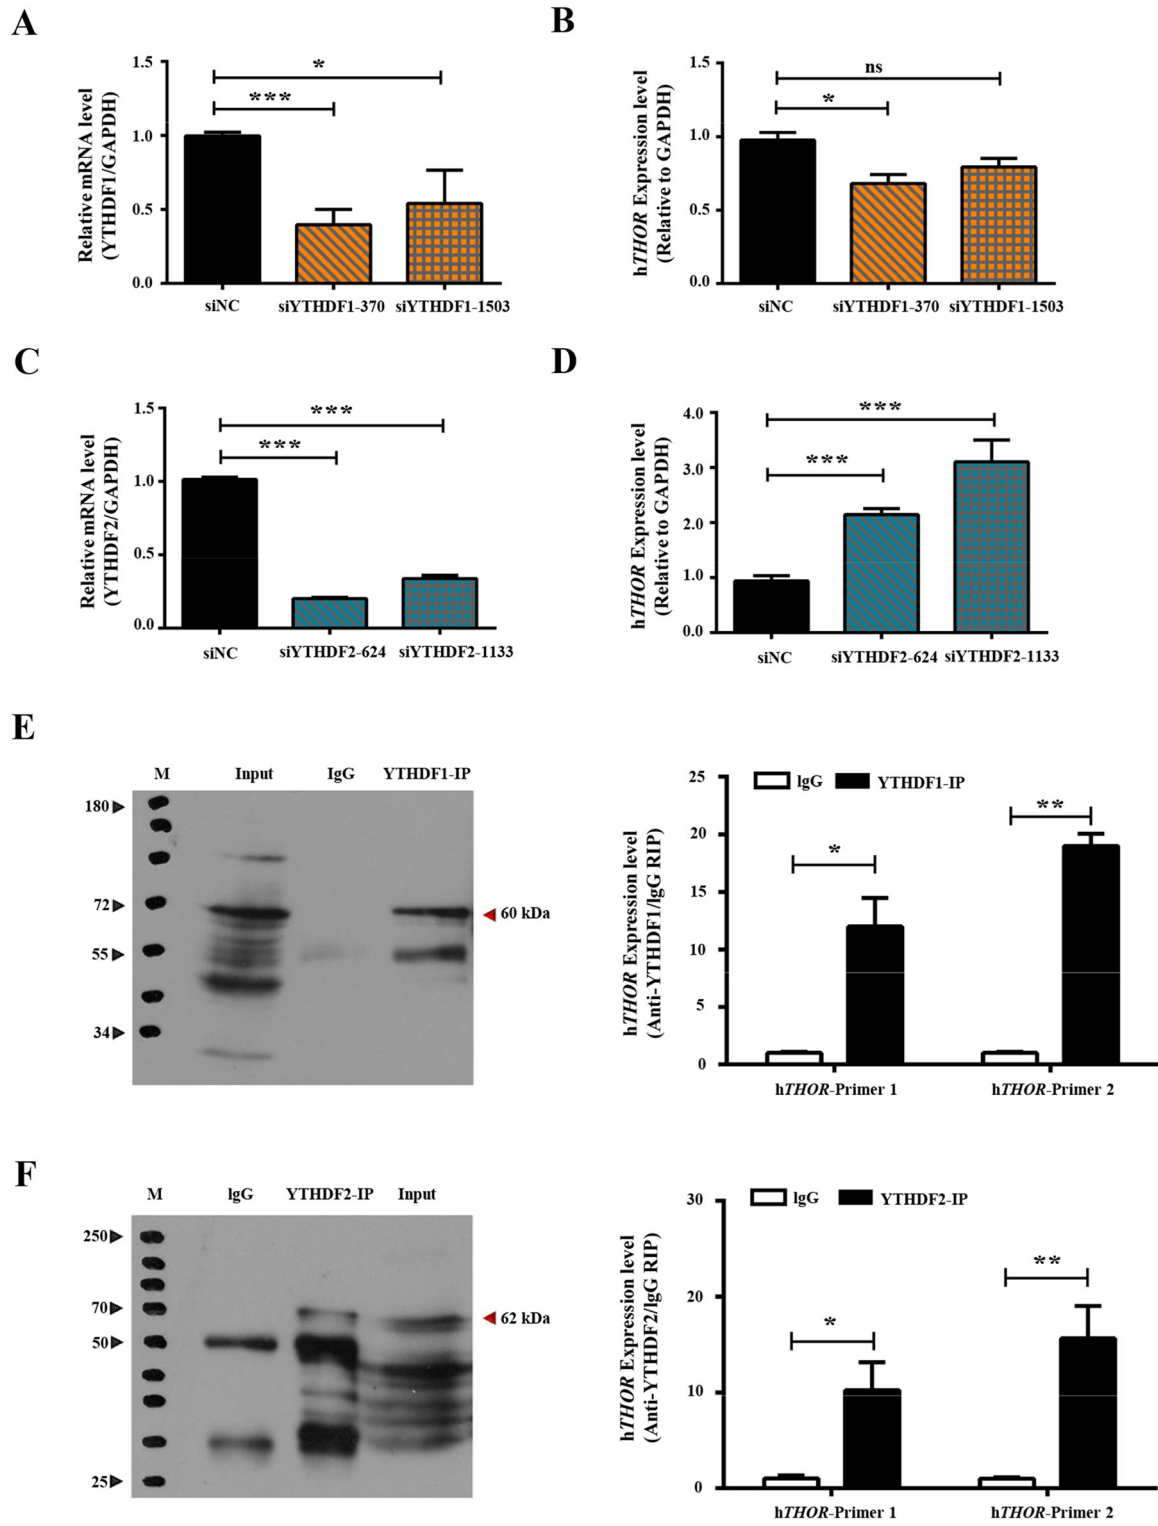 A
Relative mRNA level
(YTHDF1/GAPDH)
1.5
1.0
0.5
0.0
*
***
siNC
siYTHDF1-370
siYTHDF1-1503
B
hTHOR Expression level
(Relative to GAPDH)
1.5
1.0
0.5
0.0
ns
*
siNC
siYTHDF1-370
siYTHDF1-1503
C
Relative mRNA level
(YTHDF2/GAPDH)
1.5
1.0
0.5
0.0
***
***
siNC
siYTHDF2-624
siYTHDF2-1133
D
hTHOR Expression level
(Relative to GAPDH)
4.0
3.0
2.0
1.0
0.0
***
***
siNC
siYTHDF2-624
siYTHDF2-1133
E
M
Input
IgG
YTHDF1-IP
180
72
55
34
60 kDa
hTHOR Expression level
(Anti-YTHDF1/IgG RIP)
25
20
15
10
5
0
IgG
YTHDF1-IP
*
**
hTHOR-Primer 1
hTHOR-Primer 2
F
M
IgG
YTHDF2-IP
Input
250
70
50
25
62 kDa
hTHOR Expression level
(Anti-YTHDF2/IgG RIP)
30
20
10
0
IgG
YTHDF2-IP
*
**
hTHOR-Primer 1
hTHOR-Primer 2